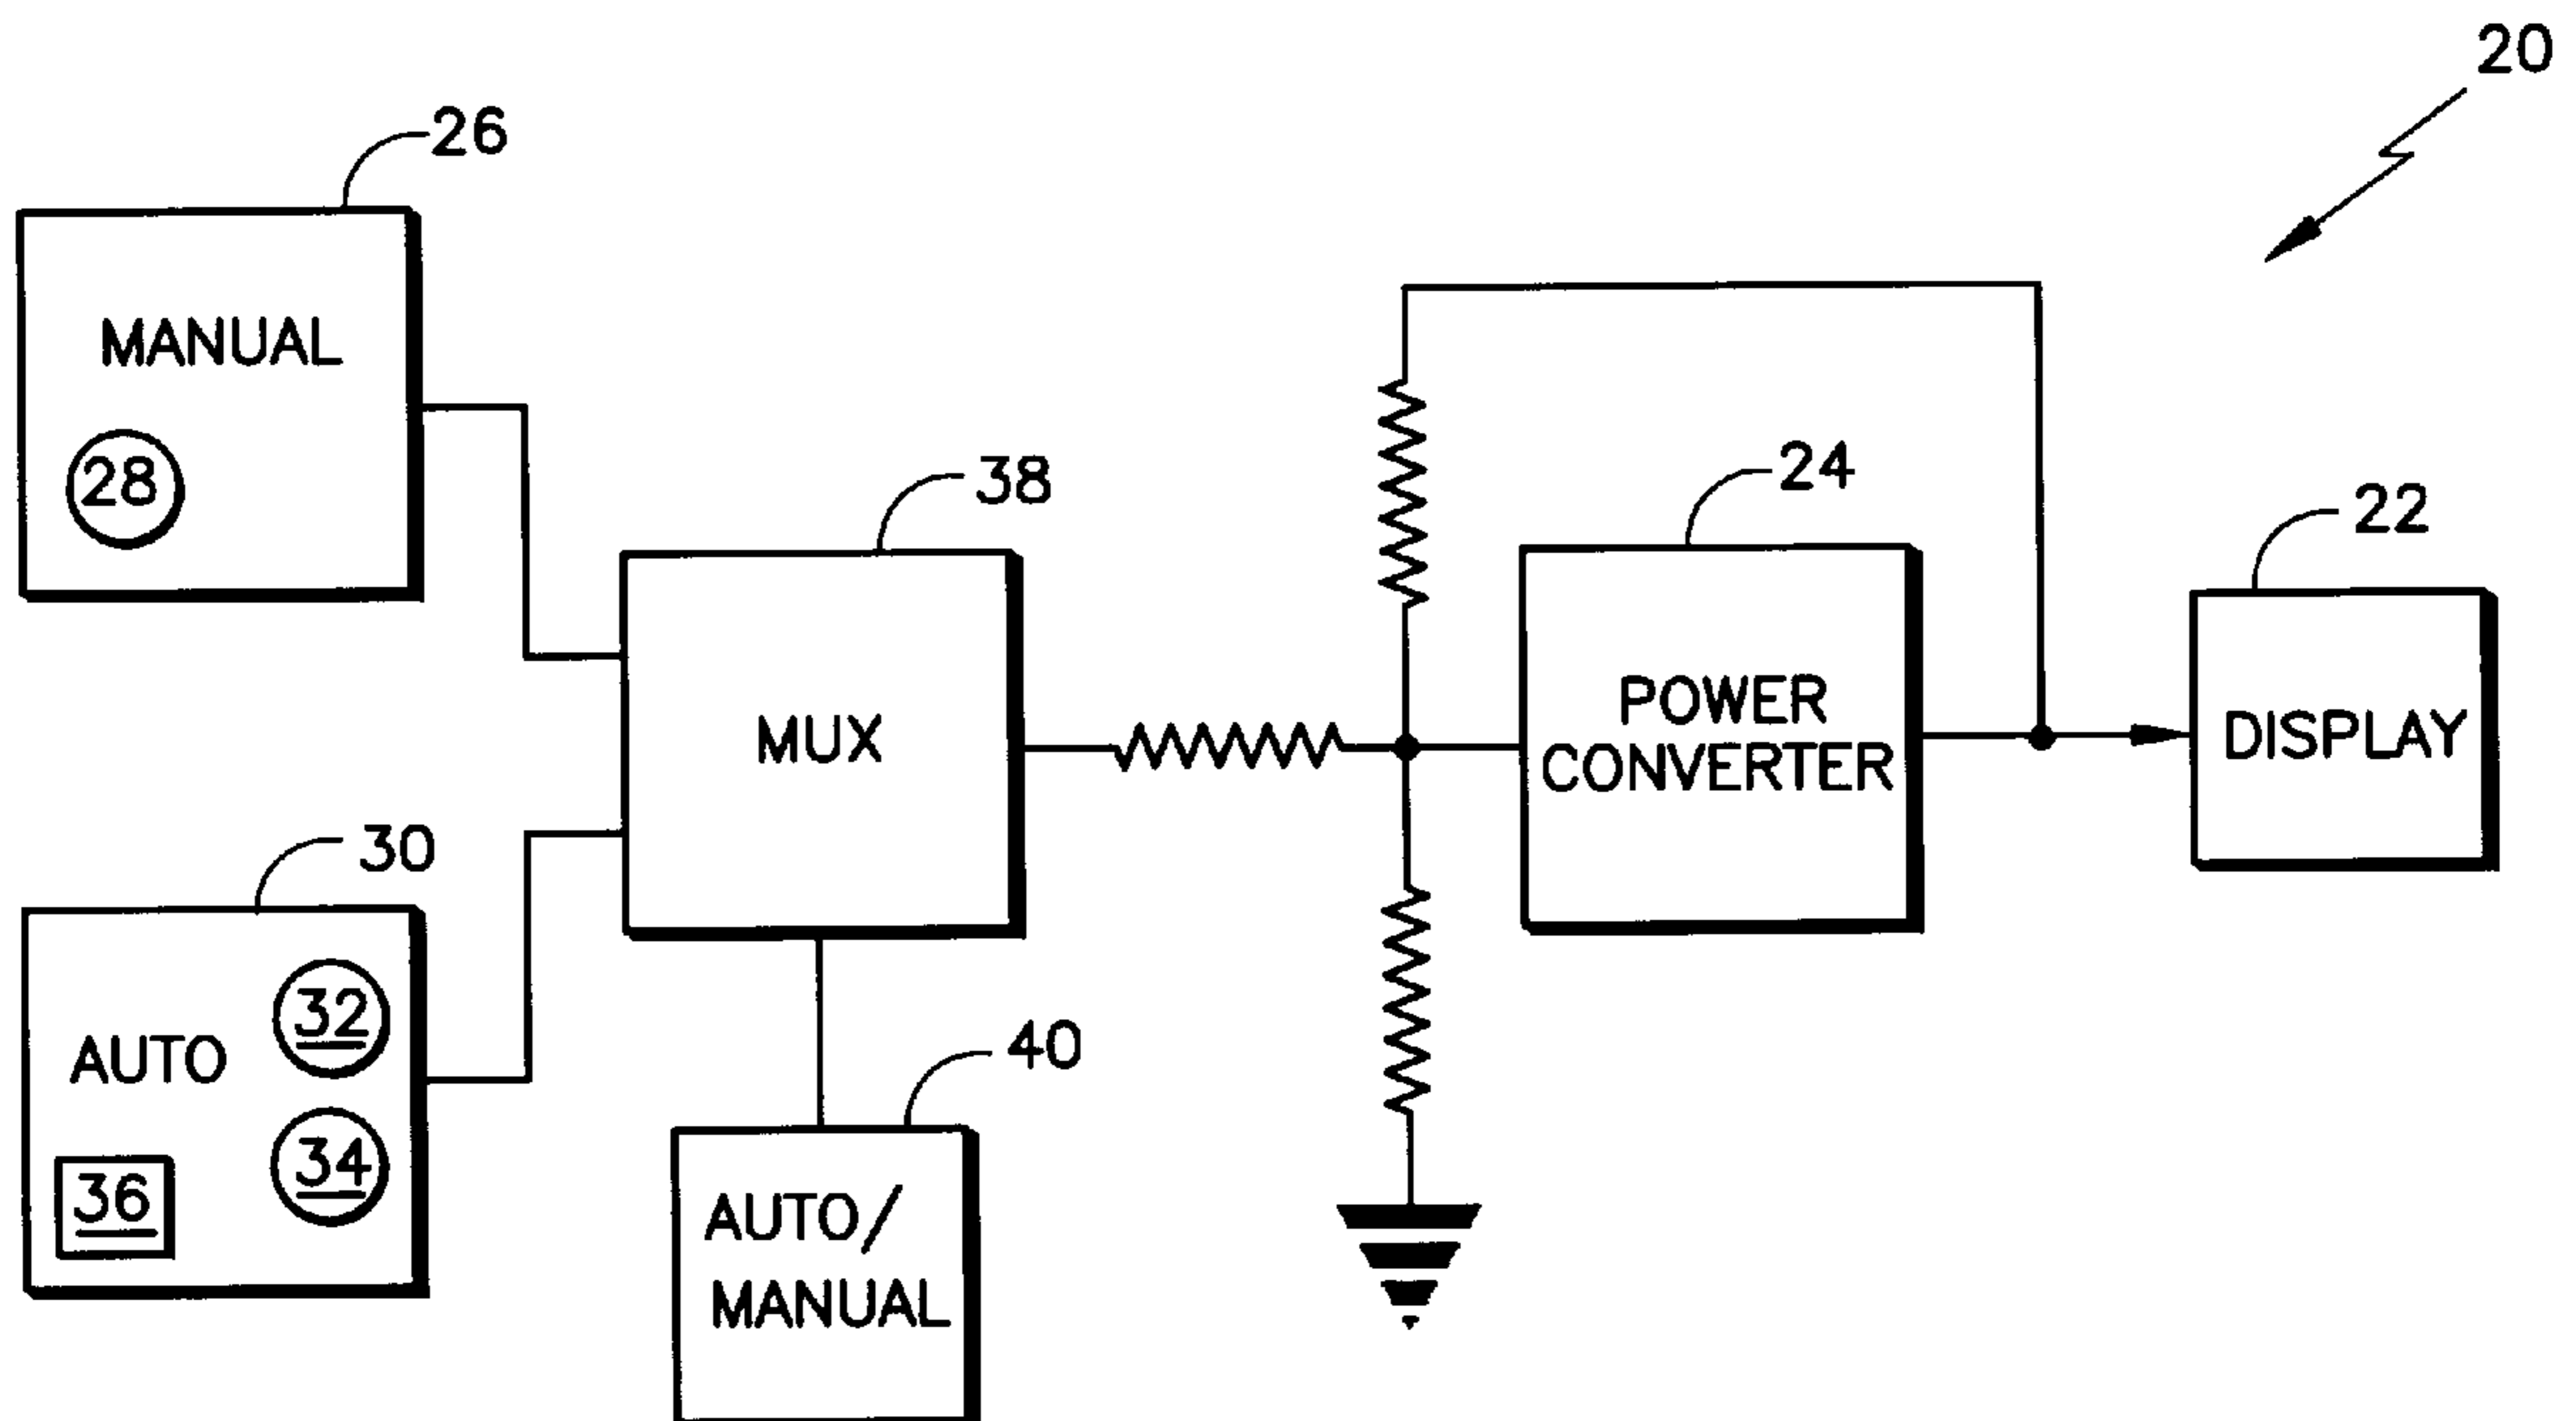 20
26
MANUAL
28
38
24
22
MUX
POWER
CONVERTER
DISPLAY
30
32
AUTO
34
36
40
AUTO/
MANUAL